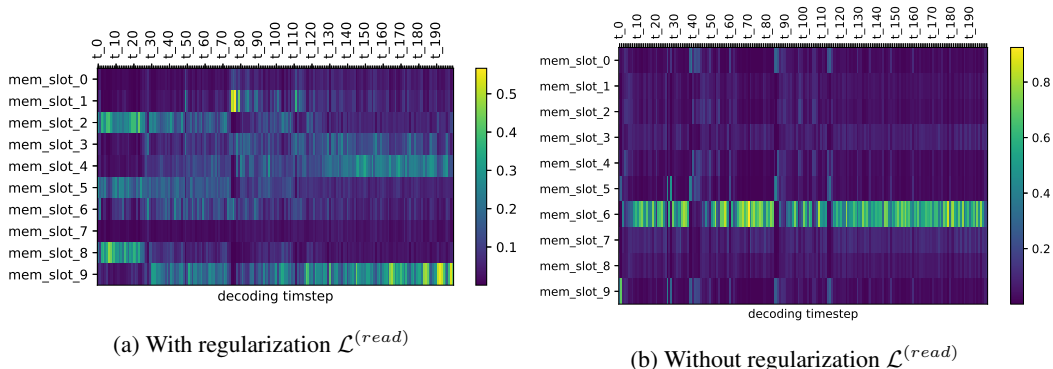 t_0 t_10 t_20 t_30 t_40 t_50 t_60 t_70 t_80 t_90 t_100 t_110 t_120 t_130 t_140 t_150 t_160 t_170 t_180 t_190
mem_slot_0
mem_slot_1
mem_slot_2
mem_slot_3
mem_slot_4
mem_slot_5
mem_slot_6
mem_slot_7
mem_slot_8
mem_slot_9
decoding timstep
0.5
0.4
0.3
0.2
0.1
(a) With regularization L^(read)
t_0 t_10 t_20 t_30 t_40 t_50 t_60 t_70 t_80 t_90 t_100 t_110 t_120 t_130 t_140 t_150 t_160 t_170 t_180 t_190
mem_slot_0
mem_slot_1
mem_slot_2
mem_slot_3
mem_slot_4
mem_slot_5
mem_slot_6
mem_slot_7
mem_slot_8
mem_slot_9
decoding timestep
0.8
0.6
0.4
0.2
(b) Without regularization L^(read)